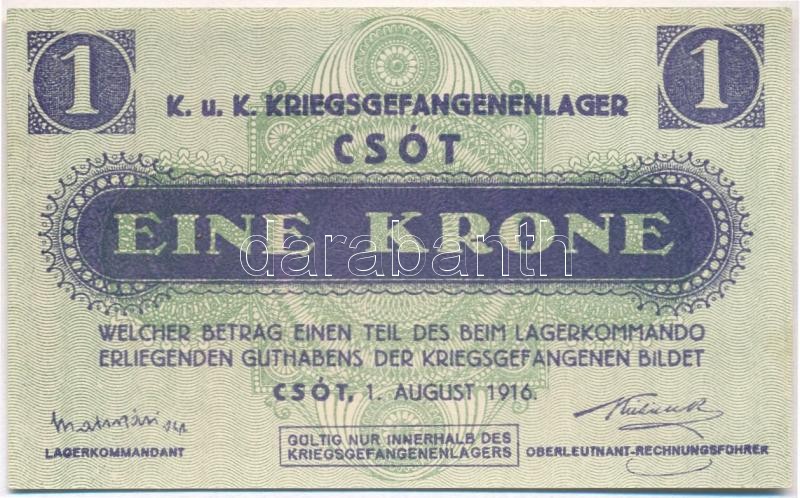 1 1
K. u. K. KRIEGSGEFANGENENLAGER
CSÓT
EINE KRONE
darabanth
WELCHER BETRAG EINEN TEIL DES BEIM LAGERKOMMANDO
ERLIEGENDEN GUTHABENS DER KRIEGSGEFANGENEN BILDET
CSÓT, 1. AUGUST 1916.
LAGERKOMMANDANT
GÜLTIG NUR INNERHALB DES
KRIEGSGEFANGENENLAGERS
OBERLEUTNANT-RECHNUNGSFÜHRER